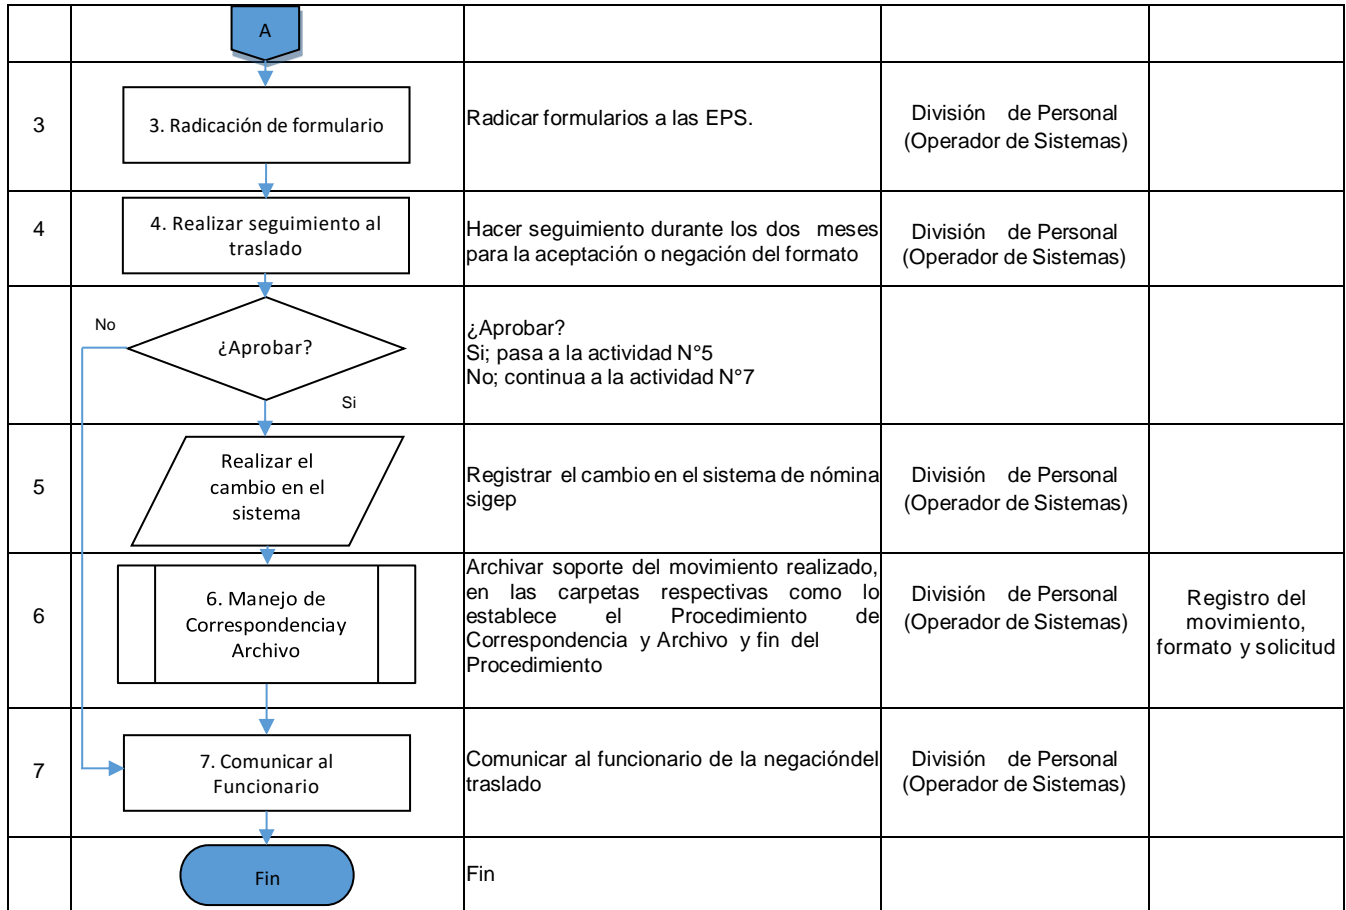 A
3
3. Radicación de formulario
Radicar formularios a las EPS.
División de Personal
(Operador de Sistemas)
4
4. Realizar seguimiento al
traslado
Hacer seguimiento durante los dos meses
para la aceptación o negación del formato
División de Personal
(Operador de Sistemas)
No
¿Aprobar?
Si
¿Aprobar?
Si; pasa a la actividad N°5
No; continua a la actividad N°7
5
Realizar el
cambio en el
sistema
Registrar el cambio en el sistema de nómina
sigep
División de Personal
(Operador de Sistemas)
6
6. Manejo de
Correspondenciay
Archivo
Archivar soporte del movimiento realizado,
en las carpetas respectivas como lo
establece el Procedimiento de
Correspondencia y Archivo y fin del
Procedimiento
División de Personal
(Operador de Sistemas)
Registro del
movimiento,
formato y solicitud
7
7. Comunicar al
Funcionario
Comunicar al funcionario de la negacióndel
traslado
División de Personal
(Operador de Sistemas)
Fin
Fin